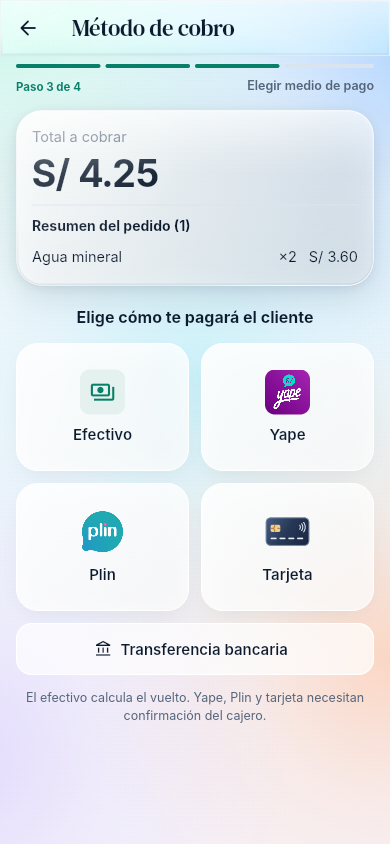 Método de cobro
Paso 3 de 4
Elegir medio de pago
Total a cobrar
S/ 4.25
Resumen del pedido (1)
Agua mineral ×2 S/ 3.60
Elige cómo te pagará el cliente
Efectivo
yape
Yape
plin
Plin
Tarjeta
Transferencia bancaria
El efectivo calcula el vuelto. Yape, Plin y tarjeta necesitan
confirmación del cajero.